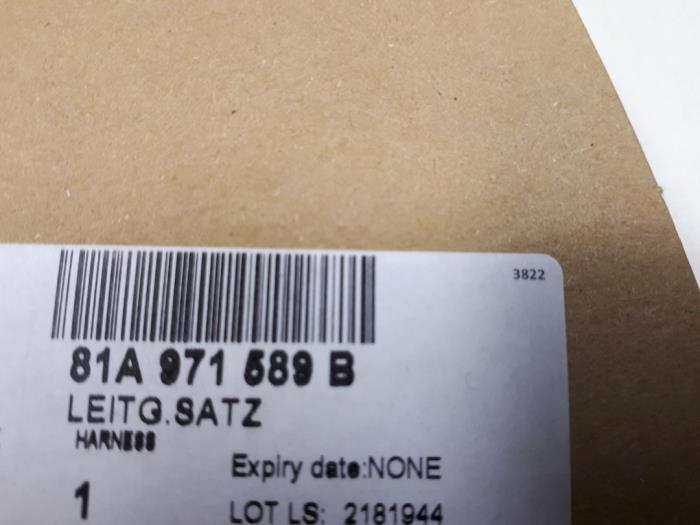 3822
81A 971 589 B
LEITG.SATZ
HARNESS
Expiry date:NONE
1
LOT LS: 2181944